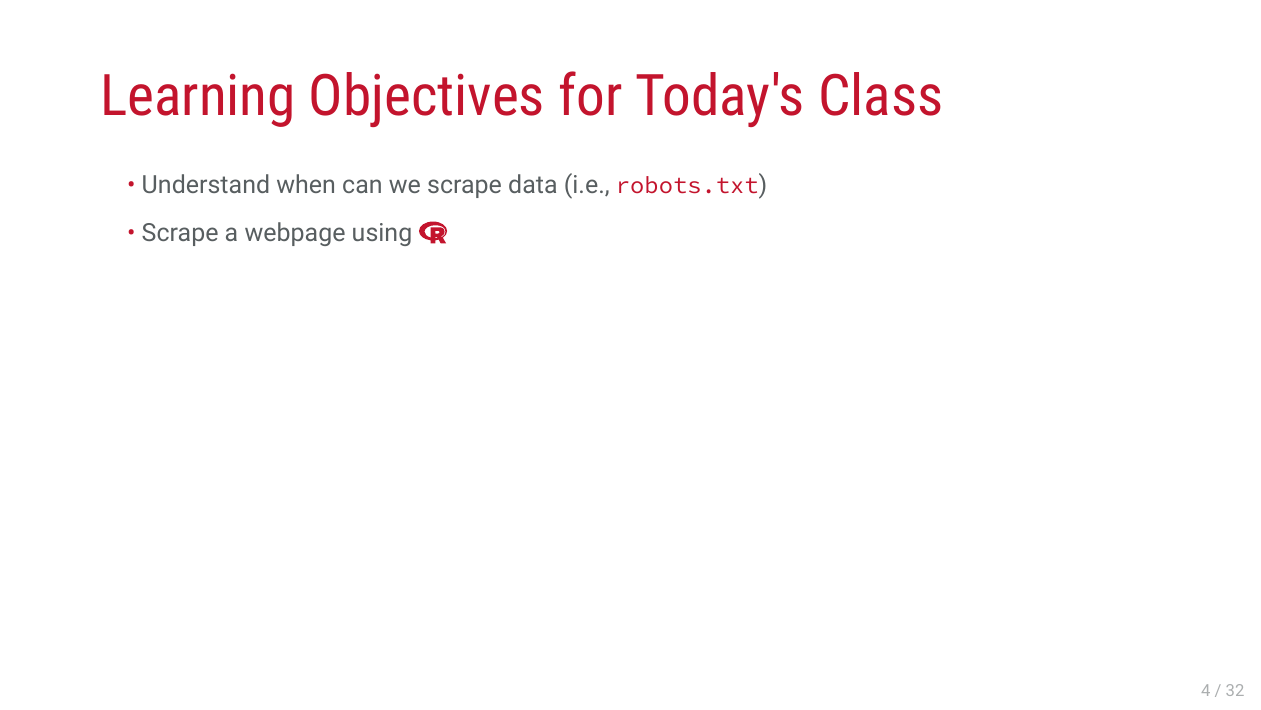 Learning Objectives for Today's Class
• Understand when can we scrape data (i.e., robots.txt)
• Scrape a webpage using R
4 / 32